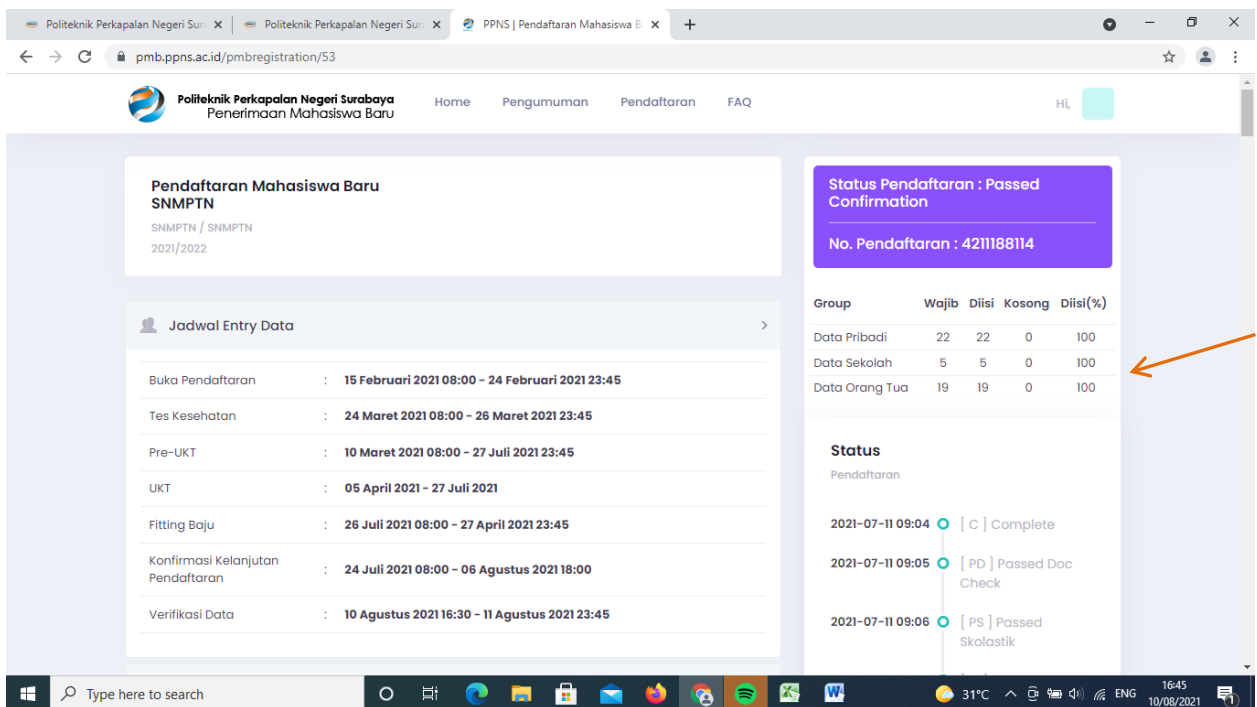 Politeknik Perkapalan Negeri Sur
Politeknik Perkapalan Negeri Sur
PPNS | Pendaftaran Mahasiswa B
pmb.ppns.ac.id/pmbregistration/53
Politeknik Perkapalan Negeri Surabaya
Penerimaan Mahasiswa Baru
Home Pengumuman Pendaftaran FAQ
Hi,
Pendaftaran Mahasiswa Baru
SNMPTN
SNMPTN / SNMPTN
2021/2022
Jadwal Entry Data
Buka Pendaftaran : 15 Februari 2021 08:00 - 24 Februari 2021 23:45
Tes Kesehatan : 24 Maret 2021 08:00 - 26 Maret 2021 23:45
Pre-UKT : 10 Maret 2021 08:00 - 27 Juli 2021 23:45
UKT : 05 April 2021 - 27 Juli 2021
Fitting Baju : 26 Juli 2021 08:00 - 27 April 2021 23:45
Konfirmasi Kelanjutan
Pendaftaran : 24 Juli 2021 08:00 - 06 Agustus 2021 18:00
Verifikasi Data : 10 Agustus 2021 16:30 - 11 Agustus 2021 23:45
Status Pendaftaran : Passed
Confirmation
No. Pendaftaran : 4211188114
Group Wajib Diisi Kosong Diisi(%)
Data Pribadi 22 22 0 100
Data Sekolah 5 5 0 100
Data Orang Tua 19 19 0 100
Status
Pendaftaran
2021-07-11 09:04 [ C ] Complete
2021-07-11 09:05 [ PD ] Passed Doc
Check
2021-07-11 09:06 [ PS ] Passed
Skolastik
Type here to search
31°C ENG
16:45
10/08/2021